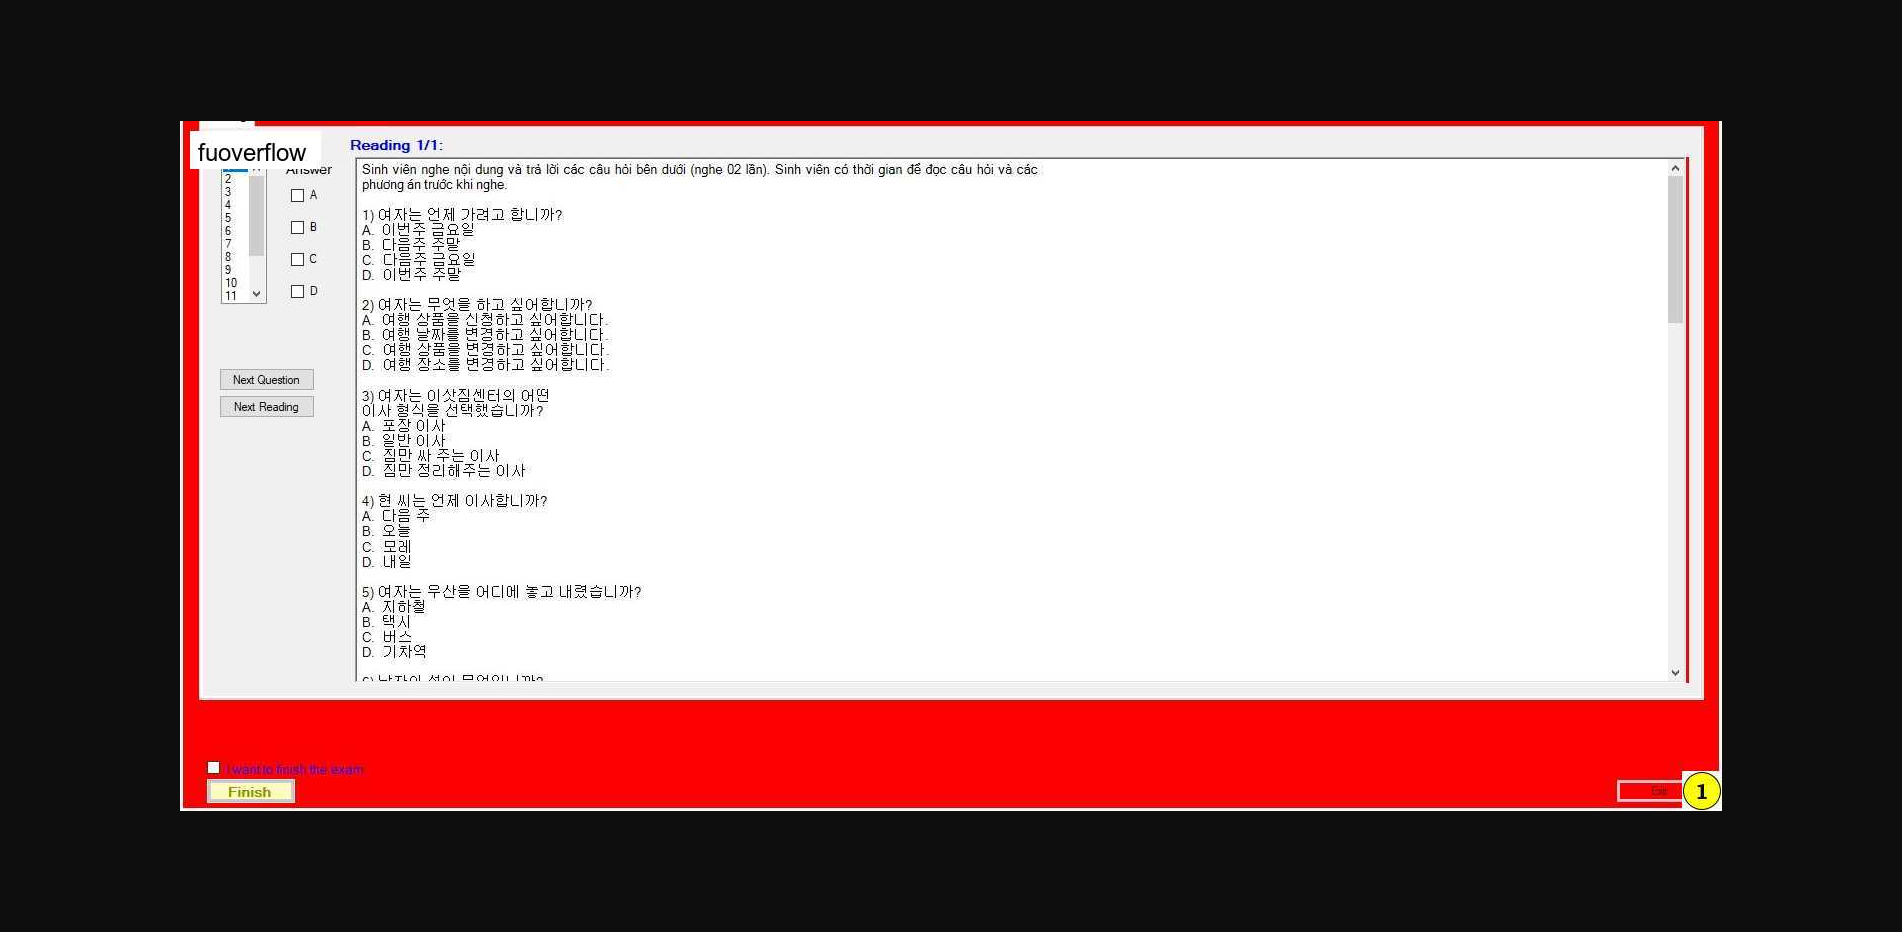 fuoverflow
Reading 1/1:
Answer
2
3
4
5
6
7
8
9
10
11
A
B
C
D
Next Question
Next Reading
Sinh viên nghe nội dung và trả lời các câu hỏi bên dưới (nghe 02 lần). Sinh viên có thời gian để đọc câu hỏi và các
phương án trước khi nghe.
1) 여자는 언제 가려고 합니까?
A. 이번주 금요일
B. 다음주 주말
C. 다음주 금요일
D. 이번주 주말
2) 여자는 무엇을 하고 싶어합니까?
A. 여행 상품을 신청하고 싶어합니다.
B. 여행 날짜를 변경하고 싶어합니다.
C. 여행 상품을 변경하고 싶어합니다.
D. 여행 장소를 변경하고 싶어합니다.
3) 여자는 이삿짐센터의 어떤
이사 형식을 선택했습니까?
A. 포장 이사
B. 일반 이사
C. 짐만 싸 주는 이사
D. 짐만 정리해주는 이사
4) 현 씨는 언제 이사합니까?
A. 다음 주
B. 오늘
C. 모레
D. 내일
5) 여자는 우산을 어디에 놓고 내렸습니까?
A. 지하철
B. 택시
C. 버스
D. 기차역
I want to finish the exam
Finish
Exit
1